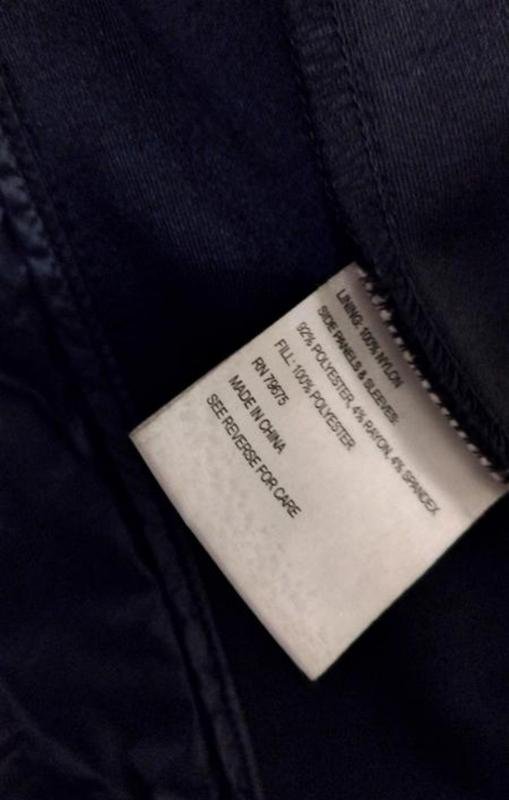 LINING: 100% NYLON
SIDE PANELS & SLEEVES:
92% POLYESTER, 4% RAYON, 4% SPANDEX
FILL: 100% POLYESTER
RN 79675
MADE IN CHINA
SEE REVERSE FOR CARE